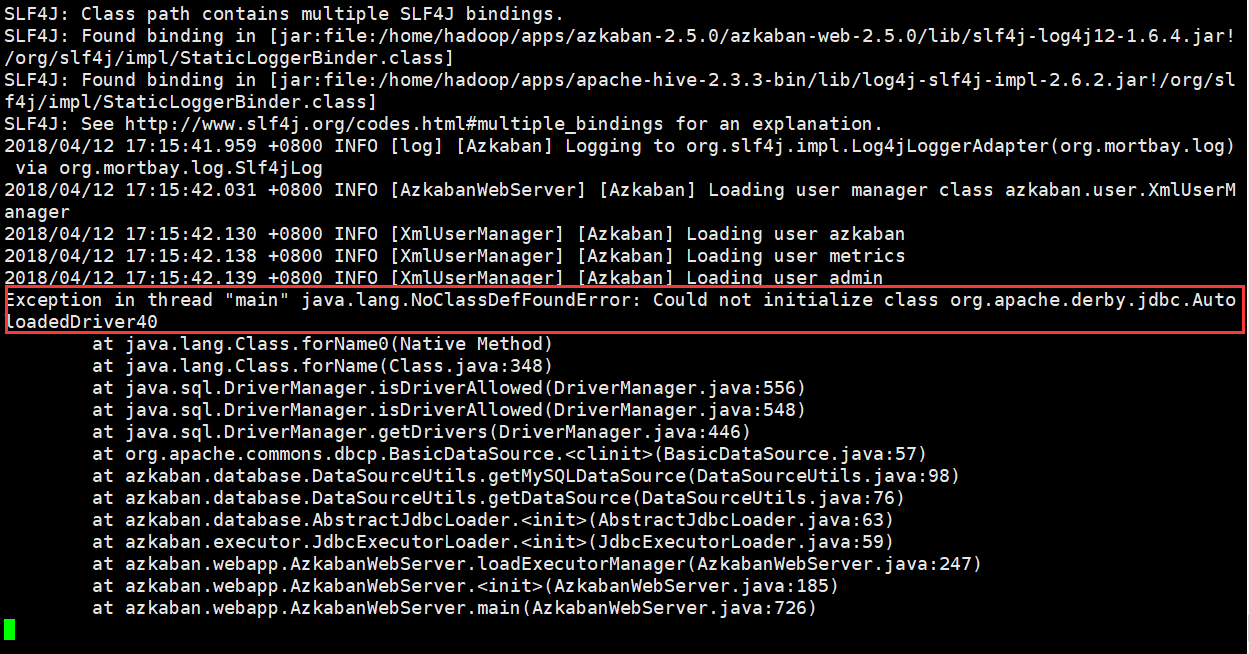 SLF4J: Class path contains multiple SLF4J bindings.
SLF4J: Found binding in [jar:file:/home/hadoop/apps/azkaban-2.5.0/azkaban-web-2.5.0/lib/slf4j-log4j12-1.6.4.jar!
/org/slf4j/impl/StaticLoggerBinder.class]
SLF4J: Found binding in [jar:file:/home/hadoop/apps/apache-hive-2.3.3-bin/lib/log4j-slf4j-impl-2.6.2.jar!/org/sl
f4j/impl/StaticLoggerBinder.class]
SLF4J: See http://www.slf4j.org/codes.html#multiple_bindings for an explanation.
2018/04/12 17:15:41.959 +0800 INFO [log] [Azkaban] Logging to org.slf4j.impl.Log4jLoggerAdapter(org.mortbay.log)
 via org.mortbay.log.Slf4jLog
2018/04/12 17:15:42.031 +0800 INFO [AzkabanWebServer] [Azkaban] Loading user manager class azkaban.user.XmlUserM
anager
2018/04/12 17:15:42.130 +0800 INFO [XmlUserManager] [Azkaban] Loading user azkaban
2018/04/12 17:15:42.138 +0800 INFO [XmlUserManager] [Azkaban] Loading user metrics
2018/04/12 17:15:42.139 +0800 INFO [XmlUserManager] [Azkaban] Loading user admin
Exception in thread "main" java.lang.NoClassDefFoundError: Could not initialize class org.apache.derby.jdbc.Auto
loadedDriver40
        at java.lang.Class.forName0(Native Method)
        at java.lang.Class.forName(Class.java:348)
        at java.sql.DriverManager.isDriverAllowed(DriverManager.java:556)
        at java.sql.DriverManager.isDriverAllowed(DriverManager.java:548)
        at java.sql.DriverManager.getDrivers(DriverManager.java:446)
        at org.apache.commons.dbcp.BasicDataSource.<clinit>(BasicDataSource.java:57)
        at azkaban.database.DataSourceUtils.getMySQLDataSource(DataSourceUtils.java:98)
        at azkaban.database.DataSourceUtils.getDataSource(DataSourceUtils.java:76)
        at azkaban.database.AbstractJdbcLoader.<init>(AbstractJdbcLoader.java:63)
        at azkaban.executor.JdbcExecutorLoader.<init>(JdbcExecutorLoader.java:59)
        at azkaban.webapp.AzkabanWebServer.loadExecutorManager(AzkabanWebServer.java:247)
        at azkaban.webapp.AzkabanWebServer.<init>(AzkabanWebServer.java:185)
        at azkaban.webapp.AzkabanWebServer.main(AzkabanWebServer.java:726)